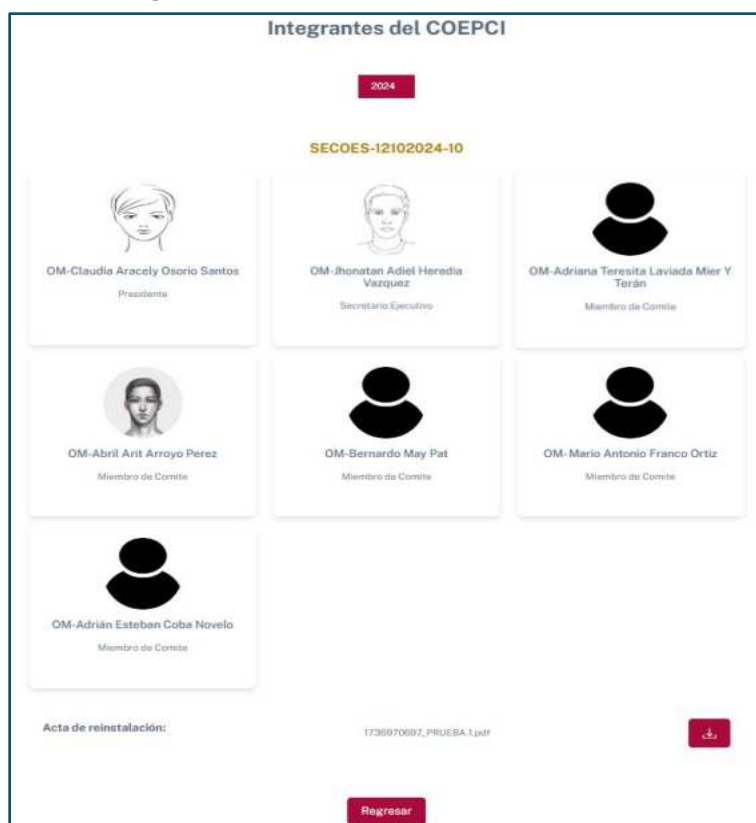 Integrantes del COEPCI
2024
SECOES-12102024-10
OM-Claudia Aracely Osorio Santos
Presidente
OM-Jhonatan Adiel Heredia
Vazquez
Secretario Ejecutivo
OM-Adriana Teresita Laviada Mier Y
Terán
Miembro de Comite
OM-Abril Arit Arroyo Perez
Miembro de Comite
OM-Bernardo May Pat
Miembro de Comite
OM-Mario Antonio Franco Ortiz
Miembro de Comite
OM-Adrián Esteban Coba Novelo
Miembro de Comite
Acta de reinstalación:
1736970697_PRUEBA 1.pdf
Regresar